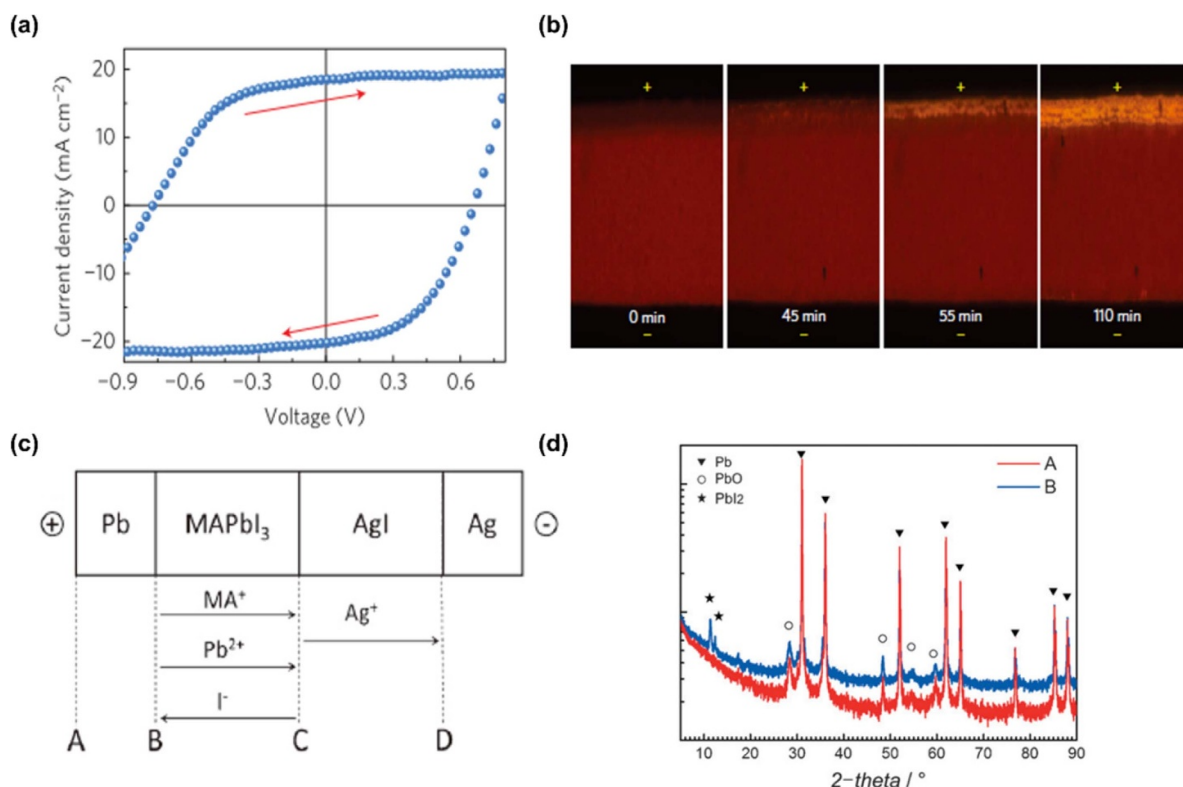 (a)
20
10
0
−10
−20
Current density (mA cm⁻²)
−0.9
−0.6
−0.3
0.0
0.3
0.6
Voltage (V)
(b)
+ + + +
0 min 45 min 55 min 110 min
− − − −
(c)
+ Pb MAPbI₃ AgI Ag -
MA⁺
Ag⁺
Pb²⁺
I⁻
A B C D
(d)
Pb
PbO
PbI2
A
B
10 20 30 40 50 60 70 80 90
2−theta / °